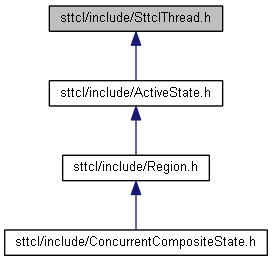 sttcl/include/SttclThread.h
sttcl/include/ActiveState.h
sttcl/include/Region.h
sttcl/include/ConcurrentCompositeState.h